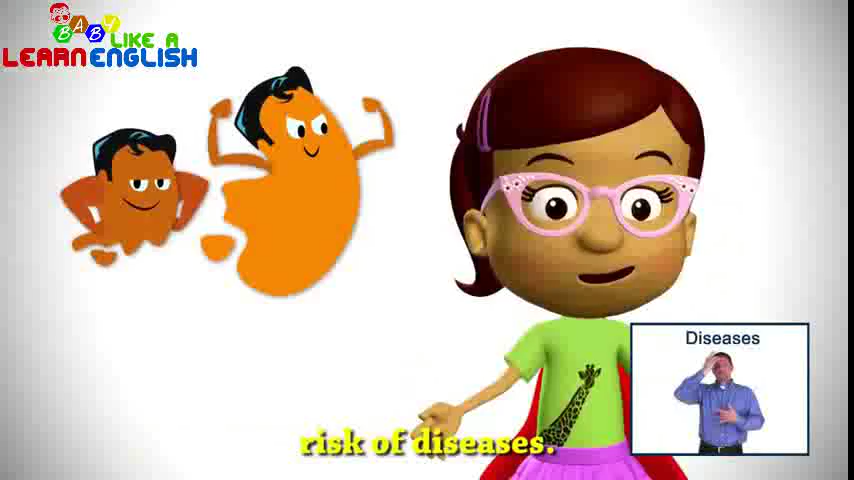 BABY
LIKE A
LEARN ENGLISH
Diseases
risk of diseases.